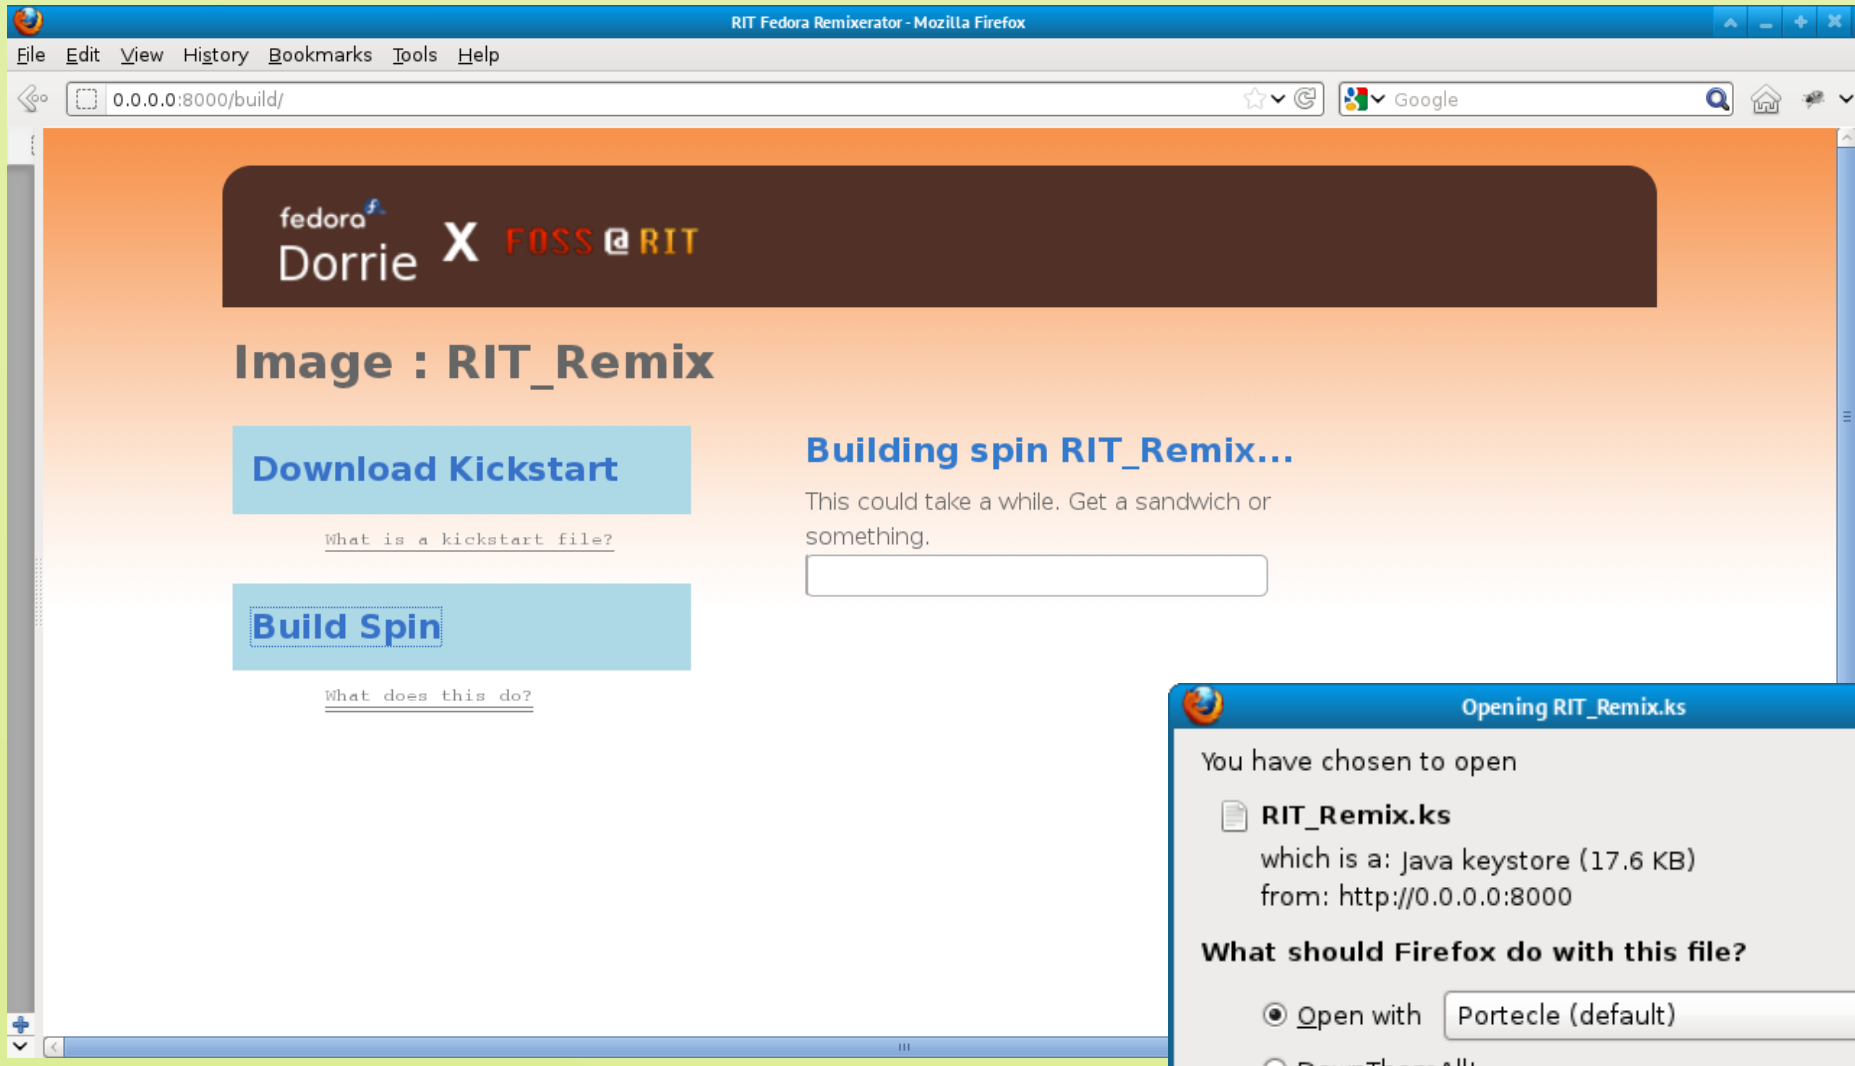 RIT Fedora Remixerator - Mozilla Firefox
File Edit View History Bookmarks Tools Help
0.0.0.0:8000/build/
Google
fedora
Dorrie X FOSS@RIT
Image : RIT_Remix
Download Kickstart
What is a kickstart file?
Build Spin
What does this do?
Building spin RIT_Remix...
This could take a while. Get a sandwich or
something.
Opening RIT_Remix.ks
You have chosen to open
RIT_Remix.ks
which is a: Java keystore (17.6 KB)
from: http://0.0.0.0:8000
What should Firefox do with this file?
Open with Portecle (default)